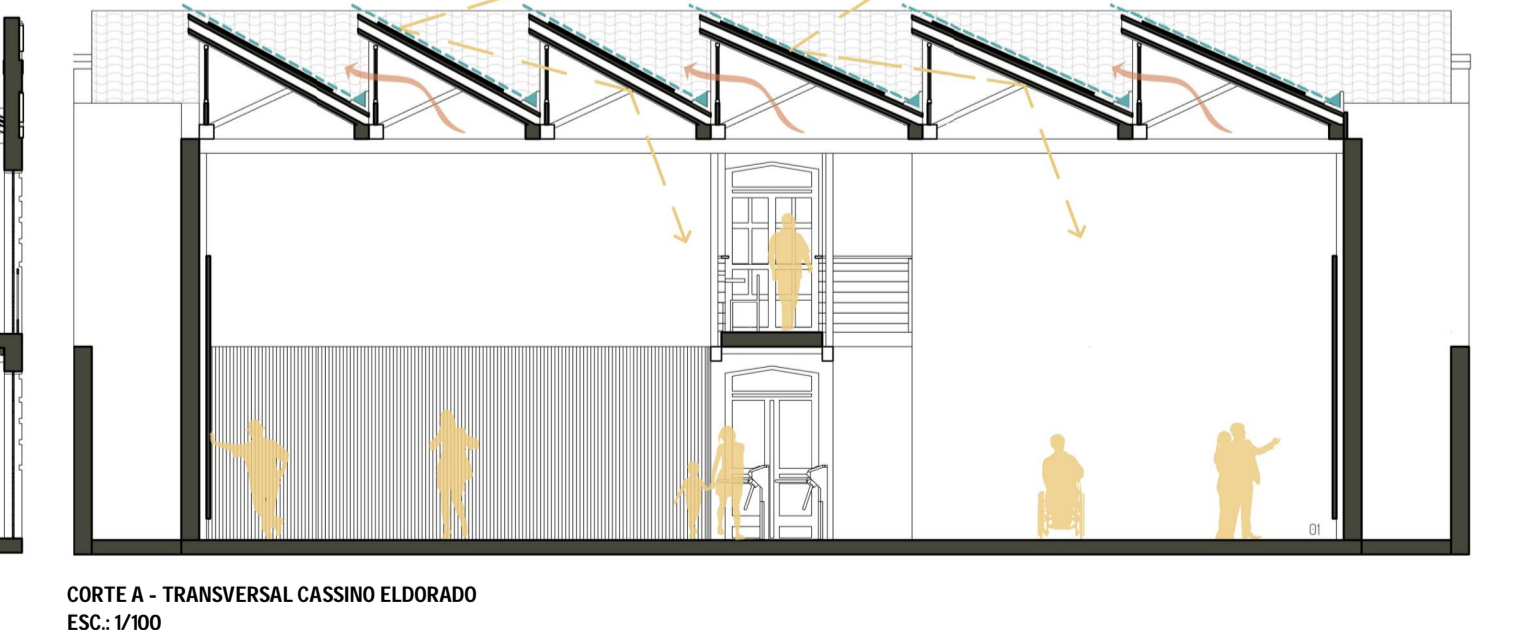 01
CORTE A - TRANSVERSAL CASSINO ELDORADO
ESC.: 1/100